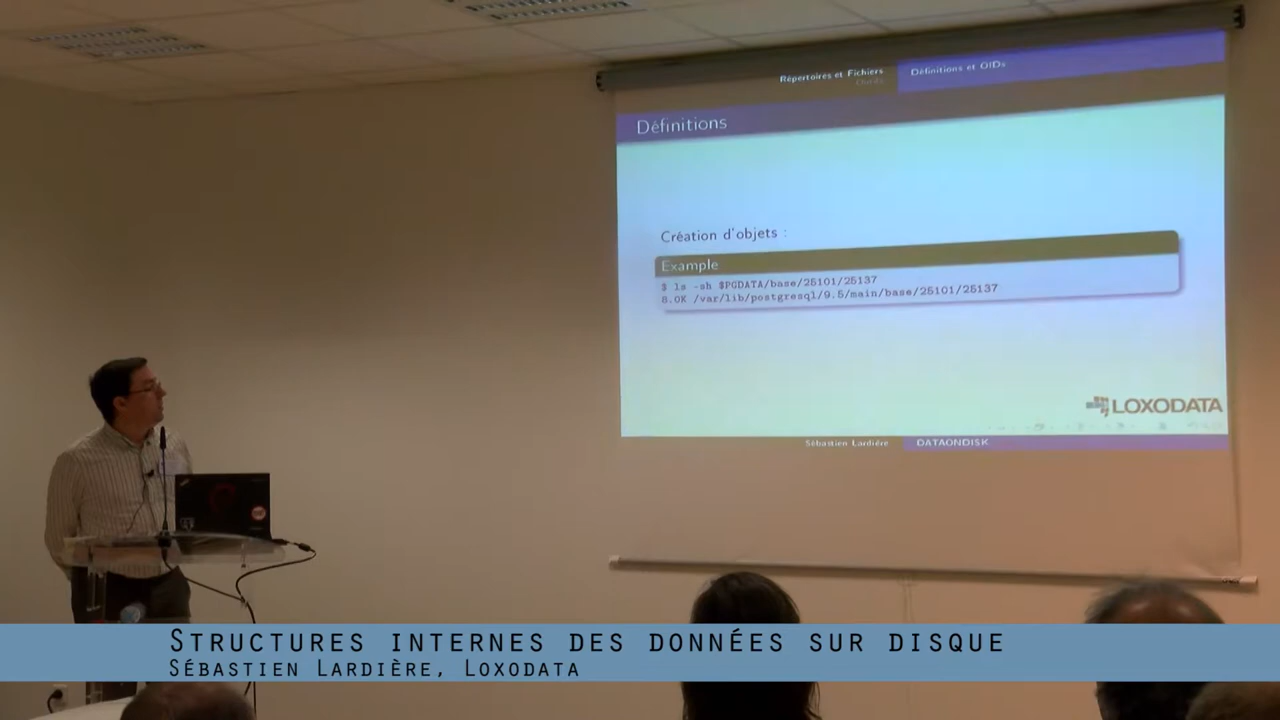 Répertoires et Fichiers
Définitions et OIDs
Définitions
Création d'objets :
Example
$ ls -sh $PGDATA/base/25101/25137
8.0K /var/lib/postgresql/9.5/main/base/25101/25137
LOXODATA
Sébastien Lardière
DATAONDISK
STRUCTURES INTERNES DES DONNÉES SUR DISQUE
SÉBASTIEN LARDIÈRE, LOXODATA